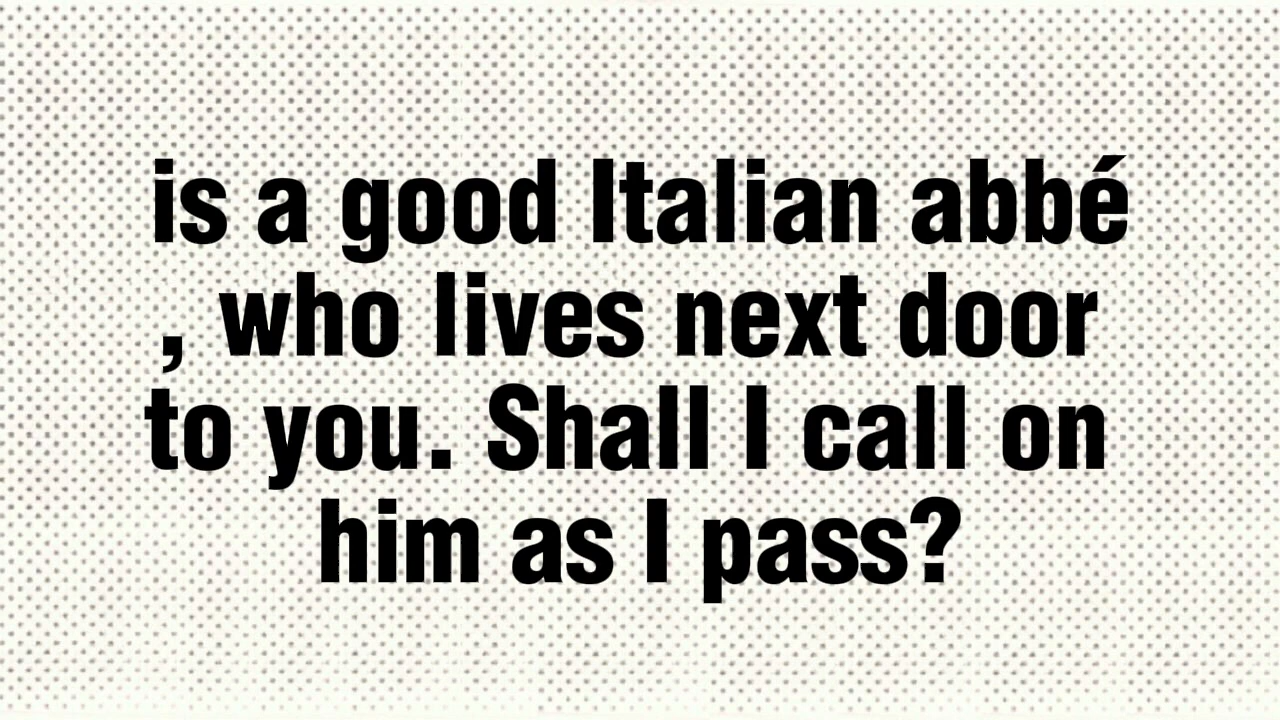 is a good Italian abbé
, who lives next door
to you. Shall I call on
him as I pass?